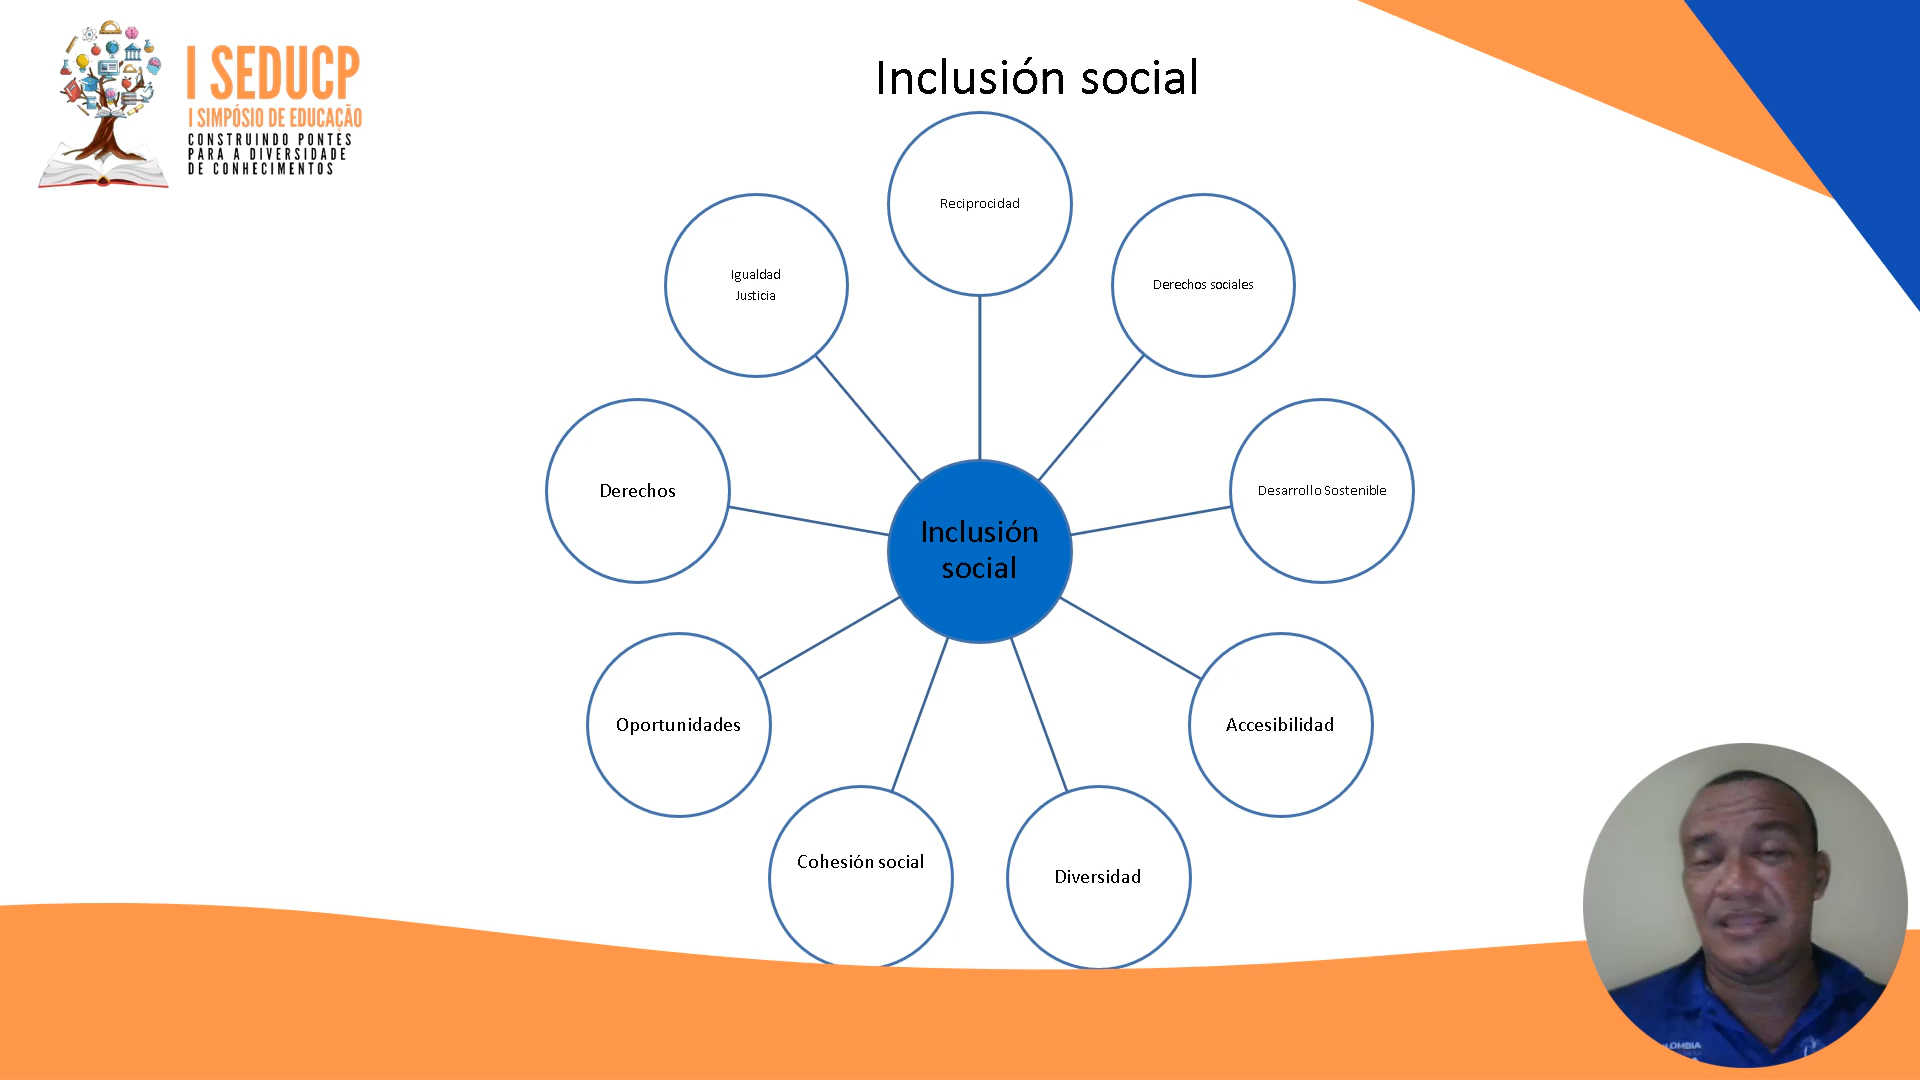 I SEDUCP
I SIMPÓSIO DE EDUCAÇÃO
CONSTRUINDO PONTES
PARA A DIVERSIDADE
DE CONHECIMENTOS
Inclusión social
Reciprocidad
Igualdad
Justicia
Derechos sociales
Derechos
Desarrollo Sostenible
Inclusión
social
Oportunidades
Accesibilidad
Cohesión social
Diversidad
LOMBIA